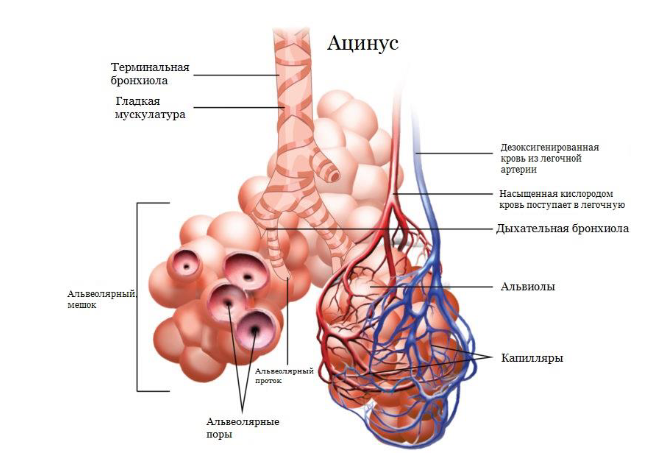 Ацинус
Терминальная
бронхиола
Гладкая
мускулатура
Дезоксигенированная
кровь из легочной
артерии
Насыщенная кислородом
кровь поступает в легочную
Дыхательная бронхиола
Альвеолярный
мешок
Альвиолы
Капилляры
Альвеолярный
проток
Альвеолярные
поры